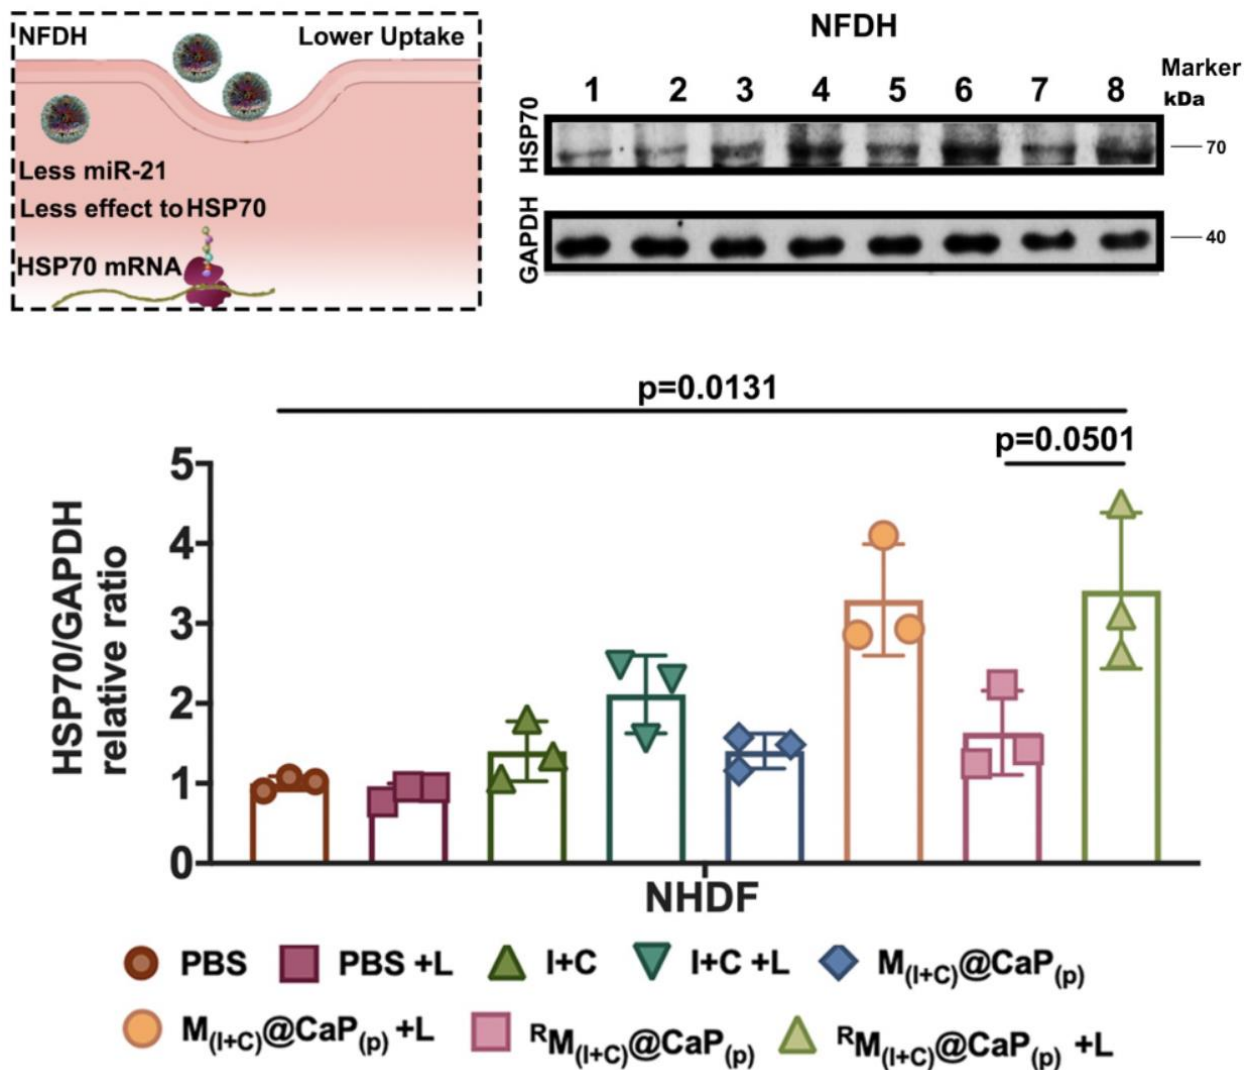 NFDH Lower Uptake
Less miR-21
Less effect to HSP70
HSP70 mRNA
NFDH
1 2 3 4 5 6 7 8
Marker
kDa
HSP70
70
GAPDH
40
p=0.0131
p=0.0501
HSP70/GAPDH
relative ratio
5
4
3
2
1
0
NHDF
PBS PBS +L I+C I+C +L M(I+C)@CaP(p)
M(I+C)@CaP(p) +L RM(I+C)@CaP(p) RM(I+C)@CaP(p) +L